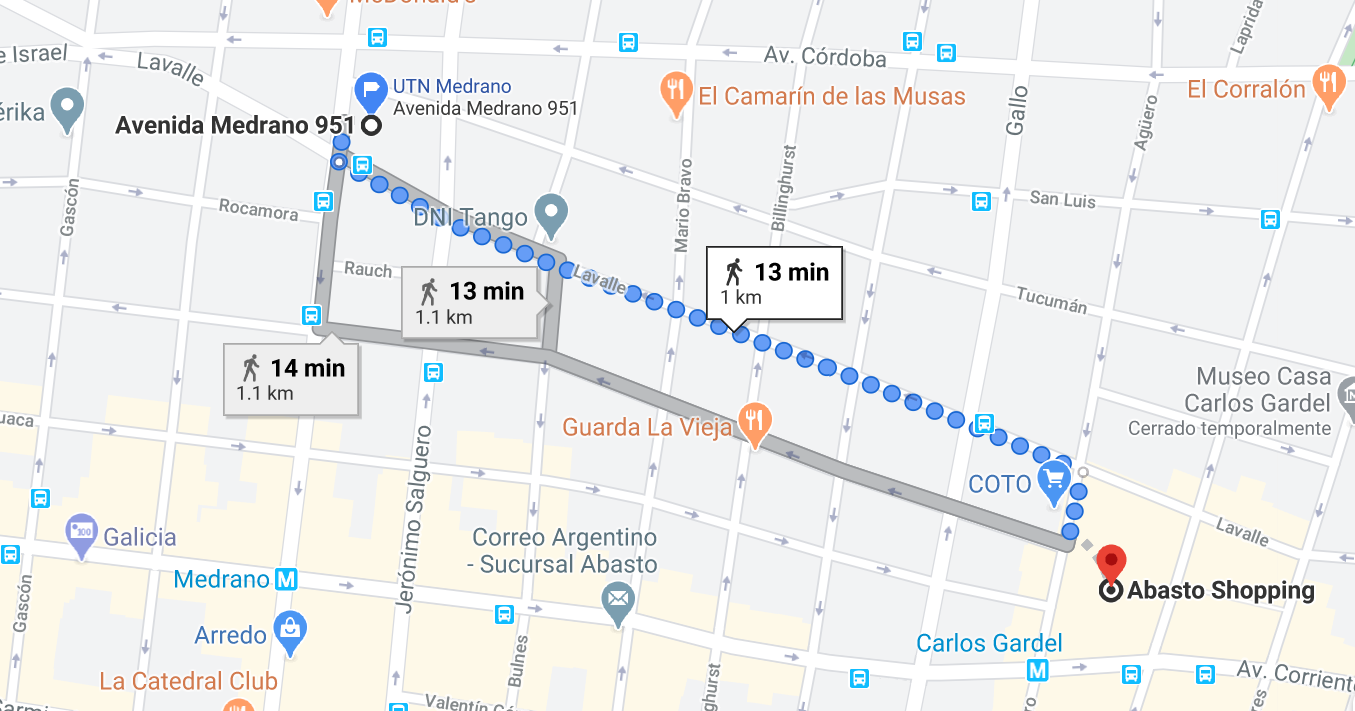 McDonald's
e Israel
Lavalle
Av. Córdoba
Laprida
UTN Medrano
Avenida Medrano 951
Avenida Medrano 951
érika
El Camarín de las Musas
El Corralón
Gallo
Agüero
Gascón
Rocamora
DNI Tango
Mario Bravo
Billinghurst
San Luis
Rauch
Lavalle
13 min
1 km
13 min
1.1 km
Tucumán
14 min
1.1 km
Museo Casa
Carlos Gardel
Cerrado temporalmente
uaca
Guarda La Vieja
COTO
Jerónimo Salguero
Galicia
Correo Argentino
- Sucursal Abasto
Lavalle
Medrano
M
Abasto Shopping
Gascón
Arredo
Bulnes
Carlos Gardel
M
Av. Corriente
La Catedral Club
ghurst
Valentín Gó